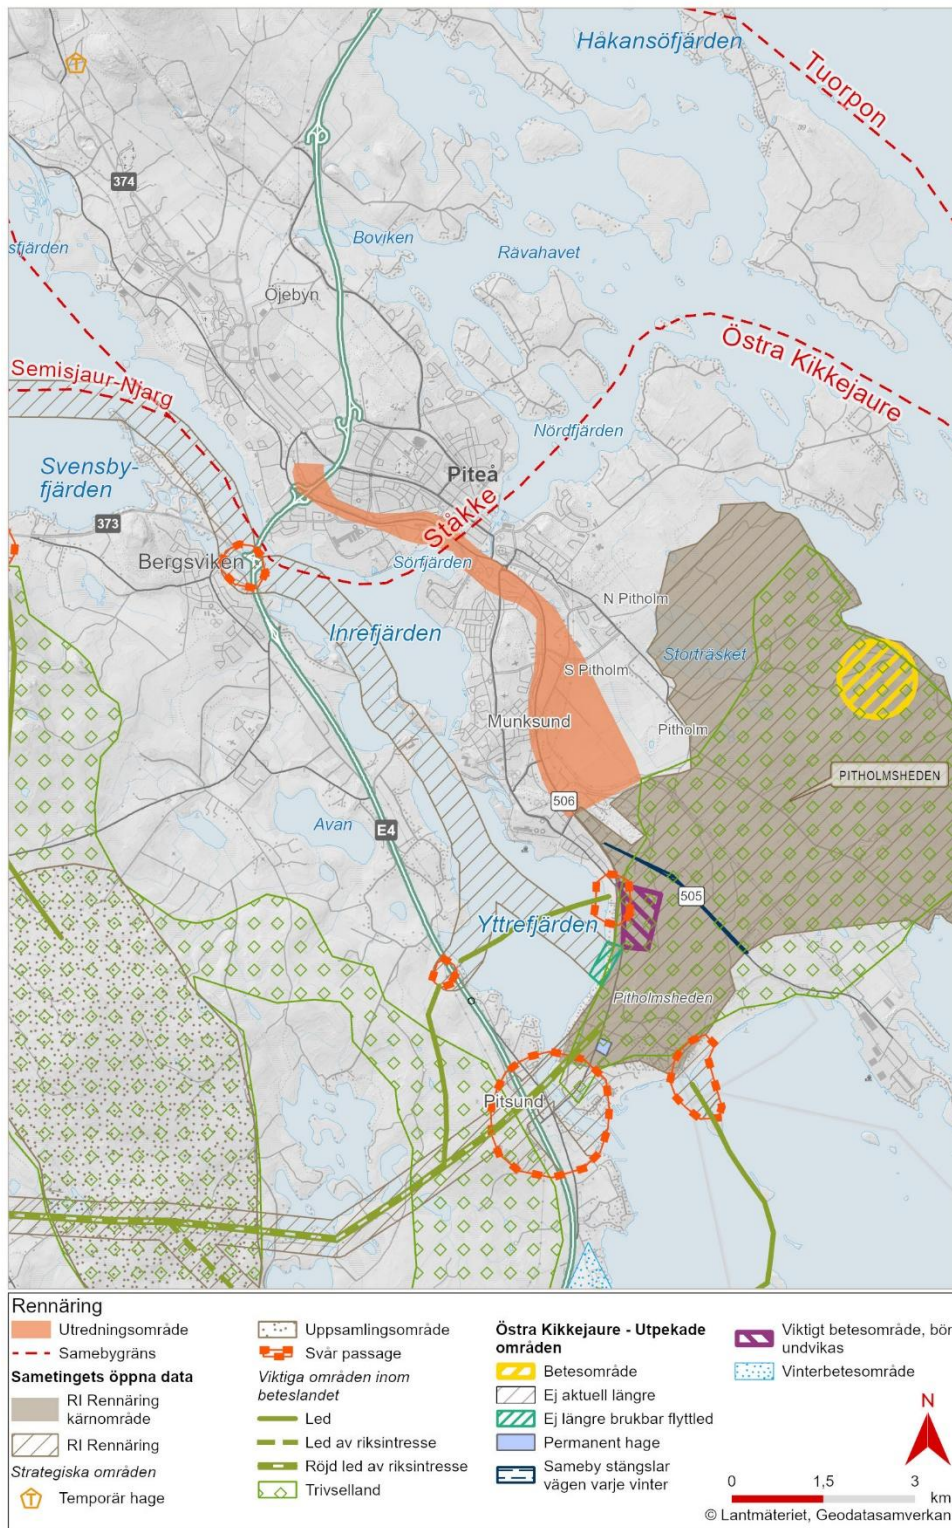 Håkansöfjärden
Tuorpon
374
Boviken
Rävahavet
Öjebyn
Semisjaur-Njarg
Östra Kikkejaure
Nördfjärden
Svensby-
fjärden
Piteå
Ståkke
373
Bergsviken
Sörfjärden
Inrefjärden
N Pitholm
Storträsket
S Pitholm
Munksund
Pitholm
PITHOLMSHEDEN
506
Avan
E4
505
Yttrefjärden
Pitholmsheden
Pitsund
Rennäring
Utredningsområde
Samebygräns
Sametingets öppna data
RI Rennäring
kärnområde
RI Rennäring
Strategiska områden
Temporär hage
Uppsamlingsområde
Svår passage
Viktiga områden inom
beteslandet
Led
Led av riksintresse
Röjd led av riksintresse
Trivselland
Östra Kikkejaure - Utpekade
områden
Betesområde
Ej aktuell längre
Ej längre brukbar flyttled
Permanent hage
Sameby stängslar
vägen varje vinter
Viktigt betesområde, bör
undvikas
Vinterbetesområde
N
0 1,5 3
km
© Lantmäteriet, Geodatasamverkan